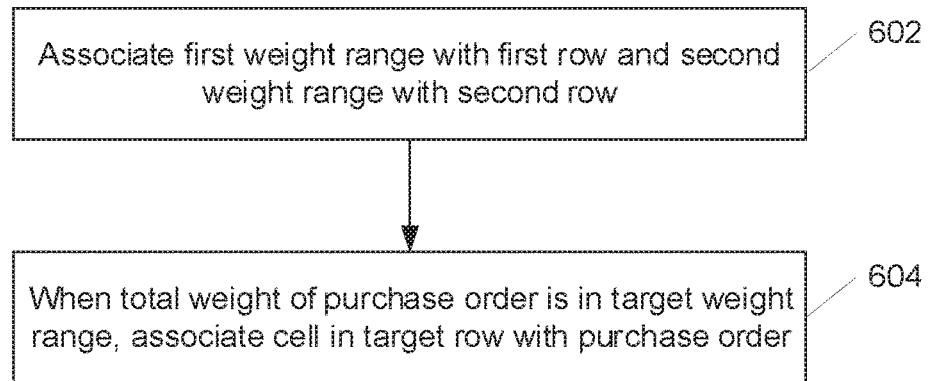 Associate first weight range with first row and second
weight range with second row
602
When total weight of purchase order is in target weight
range, associate cell in target row with purchase order
604